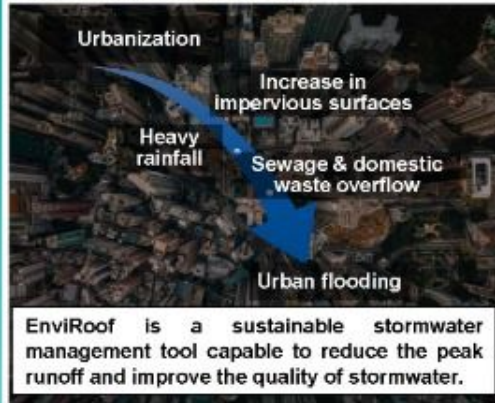 Urbanization
Increase in
impervious surfaces
Heavy
rainfall
Sewage & domestic
waste overflow
Urban flooding
EnviRoof is a sustainable stormwater
management tool capable to reduce the peak
runoff and improve the quality of stormwater.